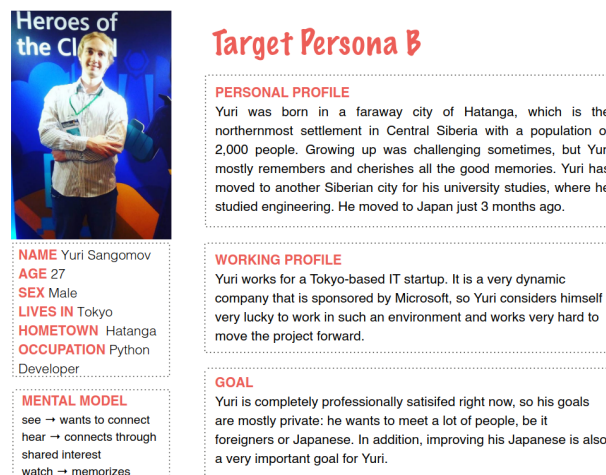 Heroes of
the Cl d
Target Persona B
PERSONAL PROFILE
Yuri was born in a faraway city of Hatanga, which is the
northernmost settlement in Central Siberia with a population o
2,000 people. Growing up was challenging sometimes, but Yur
mostly remembers and cherishes all the good memories. Yuri has
moved to another Siberian city for his university studies, where he
studied engineering. He moved to Japan just 3 months ago.
NAME Yuri Sangomov
AGE 27
SEX Male
LIVES IN Tokyo
HOMETOWN Hatanga
OCCUPATION Python
Developer
WORKING PROFILE
Yuri works for a Tokyo-based IT startup. It is a very dynamic
company that is sponsored by Microsoft, so Yuri considers himself
very lucky to work in such an environment and works very hard to
move the project forward.
MENTAL MODEL
see → wants to connect
hear → connects through
shared interest
watch → memorizes
GOAL
Yuri is completely professionally satisifed right now, so his goals
are mostly private: he wants to meet a lot of people, be it
foreigners or Japanese. In addition, improving his Japanese is also
a very important goal for Yuri.